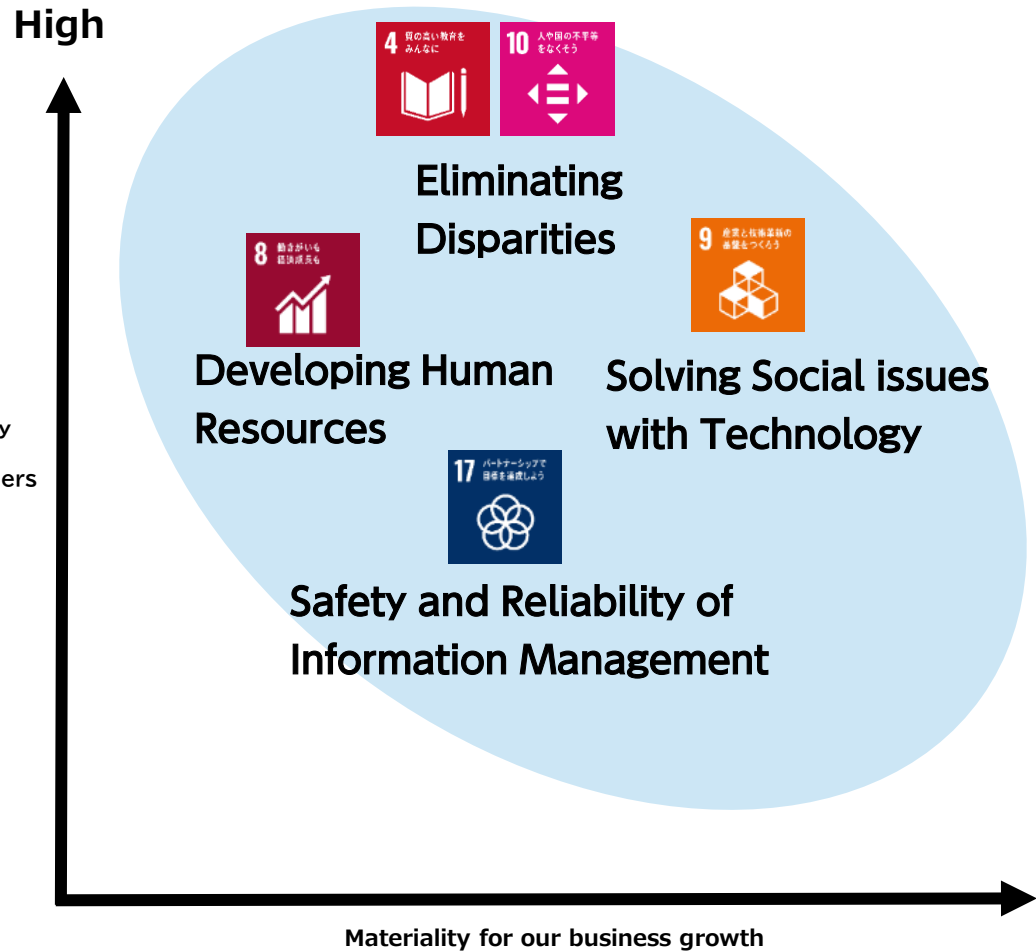 High
4 質の高い教育を
みんなに
10 人や国の不平等
をなくそう
Eliminating
Disparities
8 働きがいも
経済成長も
9 産業と技術革新の
基盤をつくろう
Developing Human
Resources
Solving Social issues
with Technology
y
ers
17 パートナーシップで
目標を達成しよう
Safety and Reliability of
Information Management
Materiality for our business growth